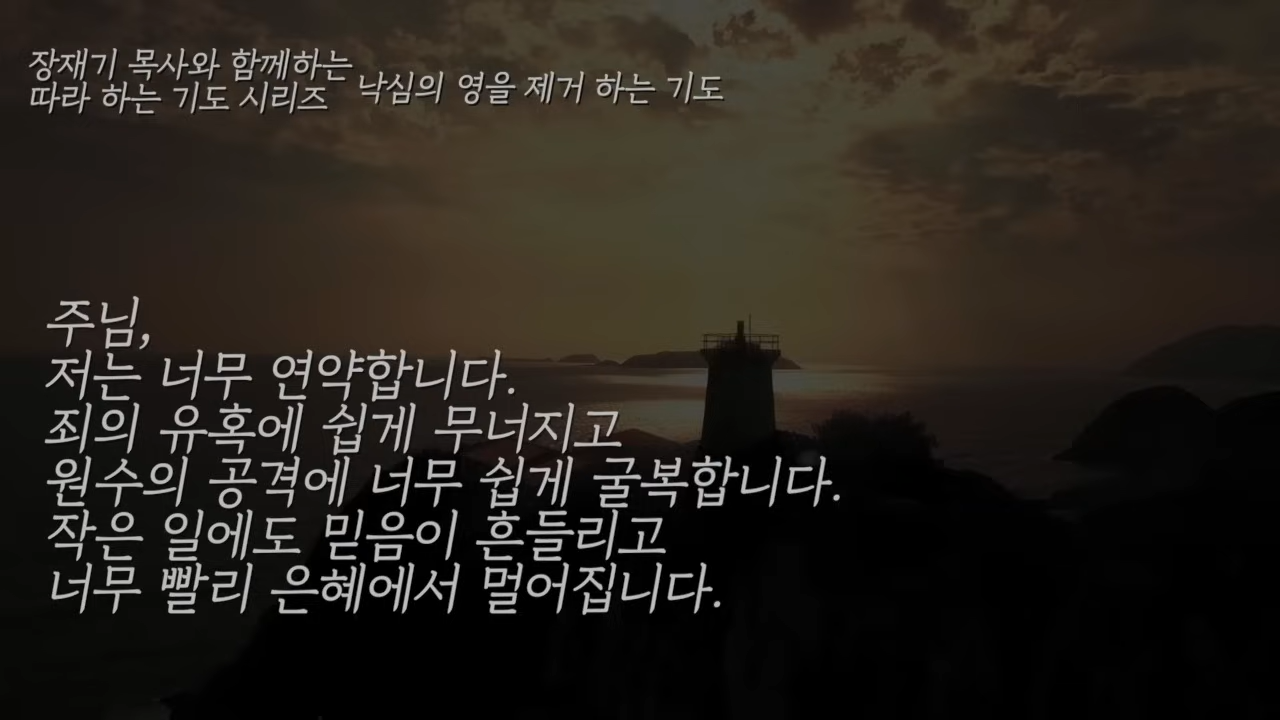 장재기 목사와 함께하는
따라 하는 기도 시리즈
낙심의 영을 제거 하는 기도
주님,
저는 너무 연약합니다.
죄의 유혹에 쉽게 무너지고
원수의 공격에 너무 쉽게 굴복합니다.
작은 일에도 믿음이 흔들리고
너무 빨리 은혜에서 멀어집니다.